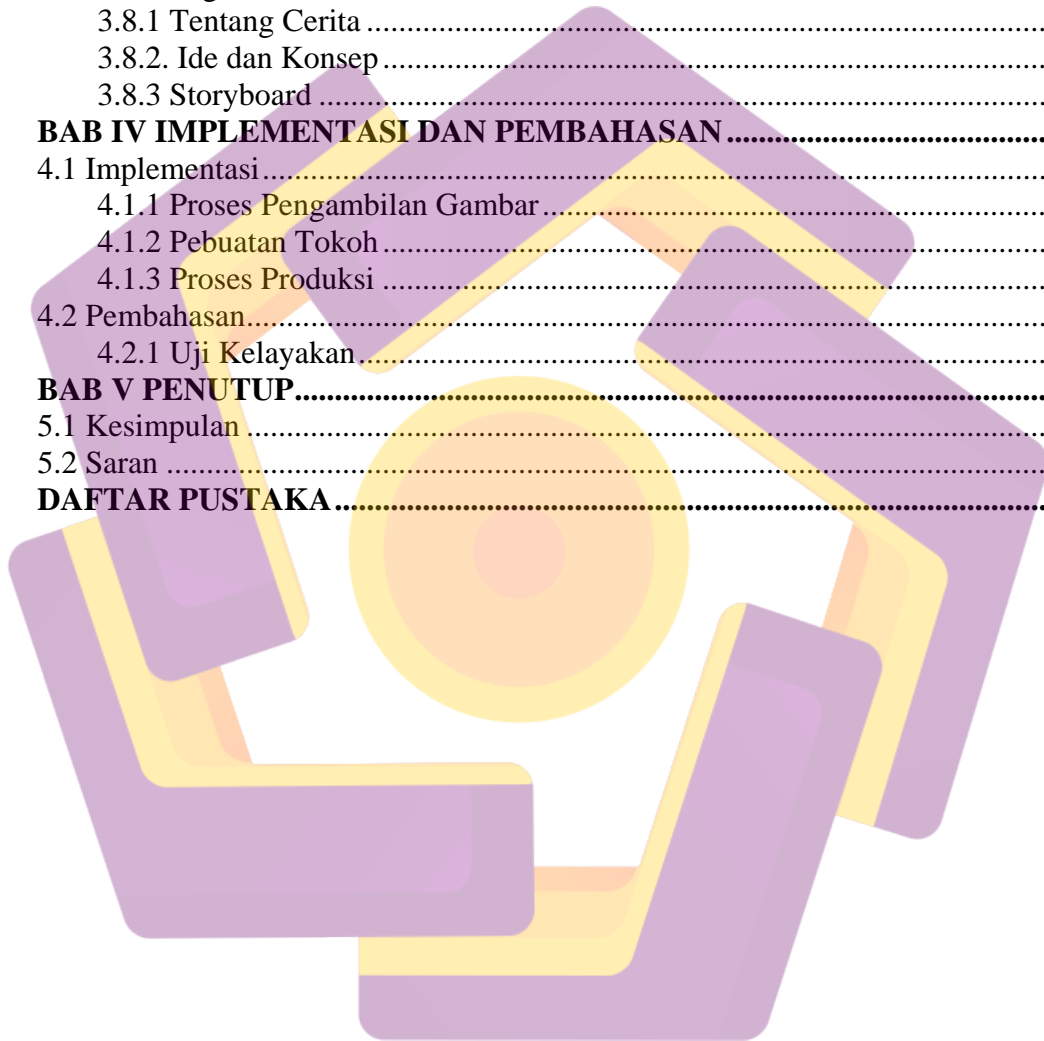 3.8.1 Tentang Cerita ........................................................................................................
3.8.2. Ide dan Konsep ........................................................................................................
3.8.3 Storyboard ........................................................................................................
BAB IV IMPLEMENTASI DAN PEMBAHASAN ........................................................
4.1 Implementasi ........................................................................................................
4.1.1 Proses Pengambilan Gambar ........................................................................
4.1.2 Pebuatan Tokoh ........................................................................................................
4.1.3 Proses Produksi ........................................................................................................
4.2 Pembahasan ........................................................................................................
4.2.1 Uji Kelayakan ........................................................................................................
BAB V PENUTUP ........................................................................................................
5.1 Kesimpulan ........................................................................................................
5.2 Saran ........................................................................................................
DAFTAR PUSTAKA ........................................................................................................